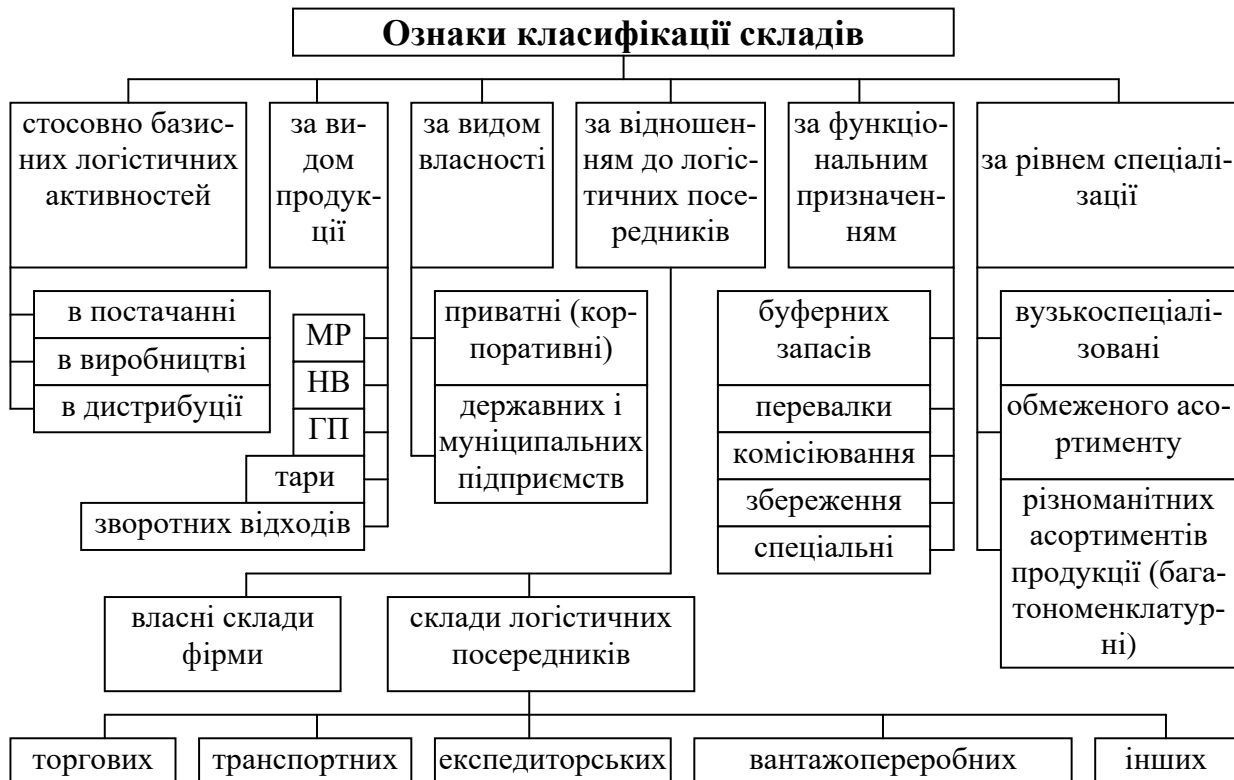 Ознаки класифікації складів
стосовно базис-
них логістичних
активностей
за ви-
дом
продук-
ції
за видом
власності
за відношен-
ням до логіс-
тичних посе-
редників
за функціо-
нальним
призначен-
ням
за рівнем спеціалі-
зації
в постачанні
в виробництві
в дистрибуції
МР
НВ
ГП
тари
зворотних відходів
приватні (кор-
поративні)
державних і
муніципальних
підприємств
буферних
запасів
перевалки
комісіювання
збереження
спеціальні
вузькоспеціалі-
зовані
обмеженого асо-
ртименту
різноманітних
асортиментів
продукції (бага-
тономенклатур-
ні)
власні склади
фірми
склади логістичних
посередників
торгових
транспортних
експедиторських
вантажопереробних
інших